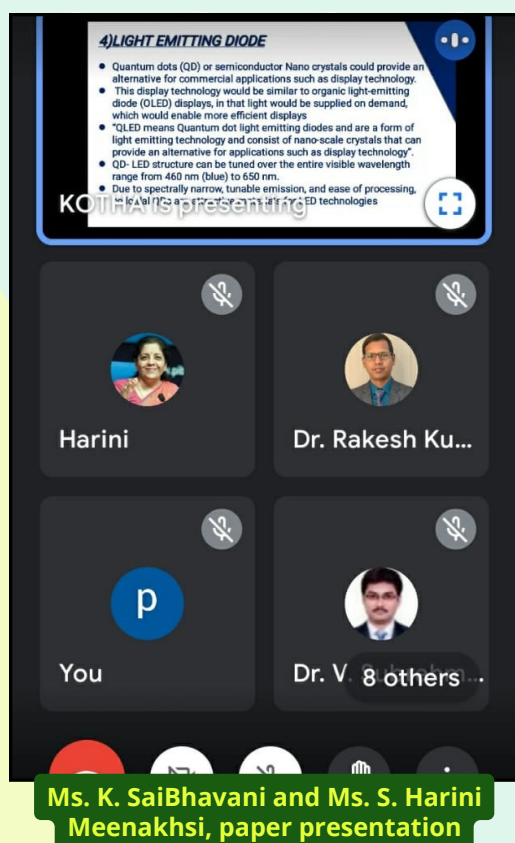 4)LIGHT EMITTING DIODE
● Quantum dots (QD) or semiconductor Nano crystals could provide an
alternative for commercial applications such as display technology.
● This display technology would be similar to organic light-emitting
diode (OLED) displays, in that light would be supplied on demand,
which would enable more efficient displays
● "QLED means Quantum dot light emitting diodes and are a form of
light emitting technology and consist of nano-scale crystals that can
provide an alternative for applications such as display technology".
● QD- LED structure can be tuned over the entire visible wavelength
range from 460 nm (blue) to 650 nm.
● Due to spectrally narrow, tunable emission, and ease of processing,
LED technologies
KOTHA is presenting
Harini
Dr. Rakesh Ku...
p
You
Dr. V.
8 others
Ms. K. SaiBhavani and Ms. S. Harini
Meenakhsi, paper presentation